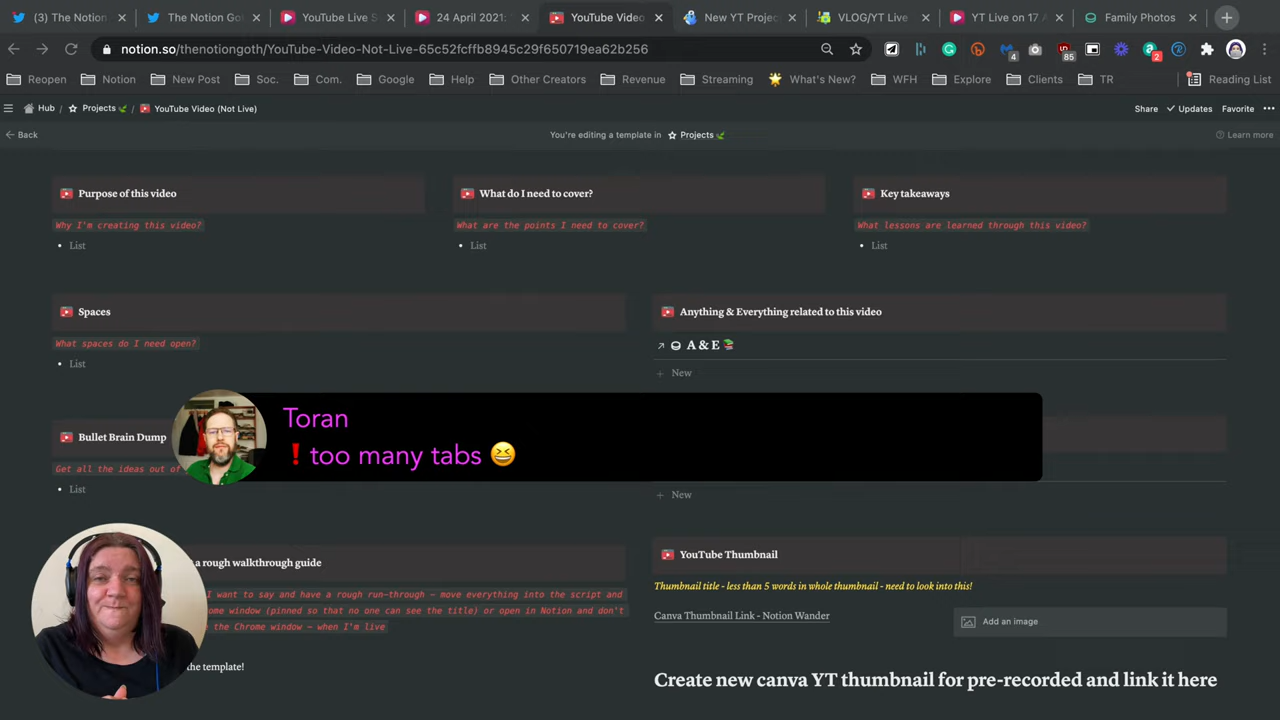 (3) The Notion
The Notion Go
YouTube Live S
24 April 2021:
YouTube Video
New YT Projec
VLOG/YT Live
YT Live on 17 A
Family Photos
notion.so/thenotiongoth/YouTube-Video-Not-Live-65c52fcffb8945c29f650719ea62b256
4
85
2
Reopen
Notion
New Post
Soc.
Com.
Google
Help
Other Creators
Revenue
Streaming
What's New?
WFH
Explore
Clients
TR
Reading List
Hub / Projects / YouTube Video (Not Live)
Share
Updates
Favorite
Back
You're editing a template in Projects
Learn more
Purpose of this video
Why I'm creating this video?
List
What do I need to cover?
What are the points I need to cover?
List
Key takeaways
What lessons are learned through this video?
List
Spaces
What spaces do I need open?
List
Anything & Everything related to this video
A & E
New
Toran
❗too many tabs 😆
Bullet Brain Dump
Get all the ideas out of
List
New
a rough walkthrough guide
I want to say and have a rough run-through - move everything into the script and
window (pinned so that no one can see the title) or open in Notion and don't
the Chrome window - when I'm live
the template!
YouTube Thumbnail
Thumbnail title - less than 5 words in whole thumbnail - need to look into this!
Canva Thumbnail Link - Notion Wander
Add an image
Create new canva YT thumbnail for pre-recorded and link it here